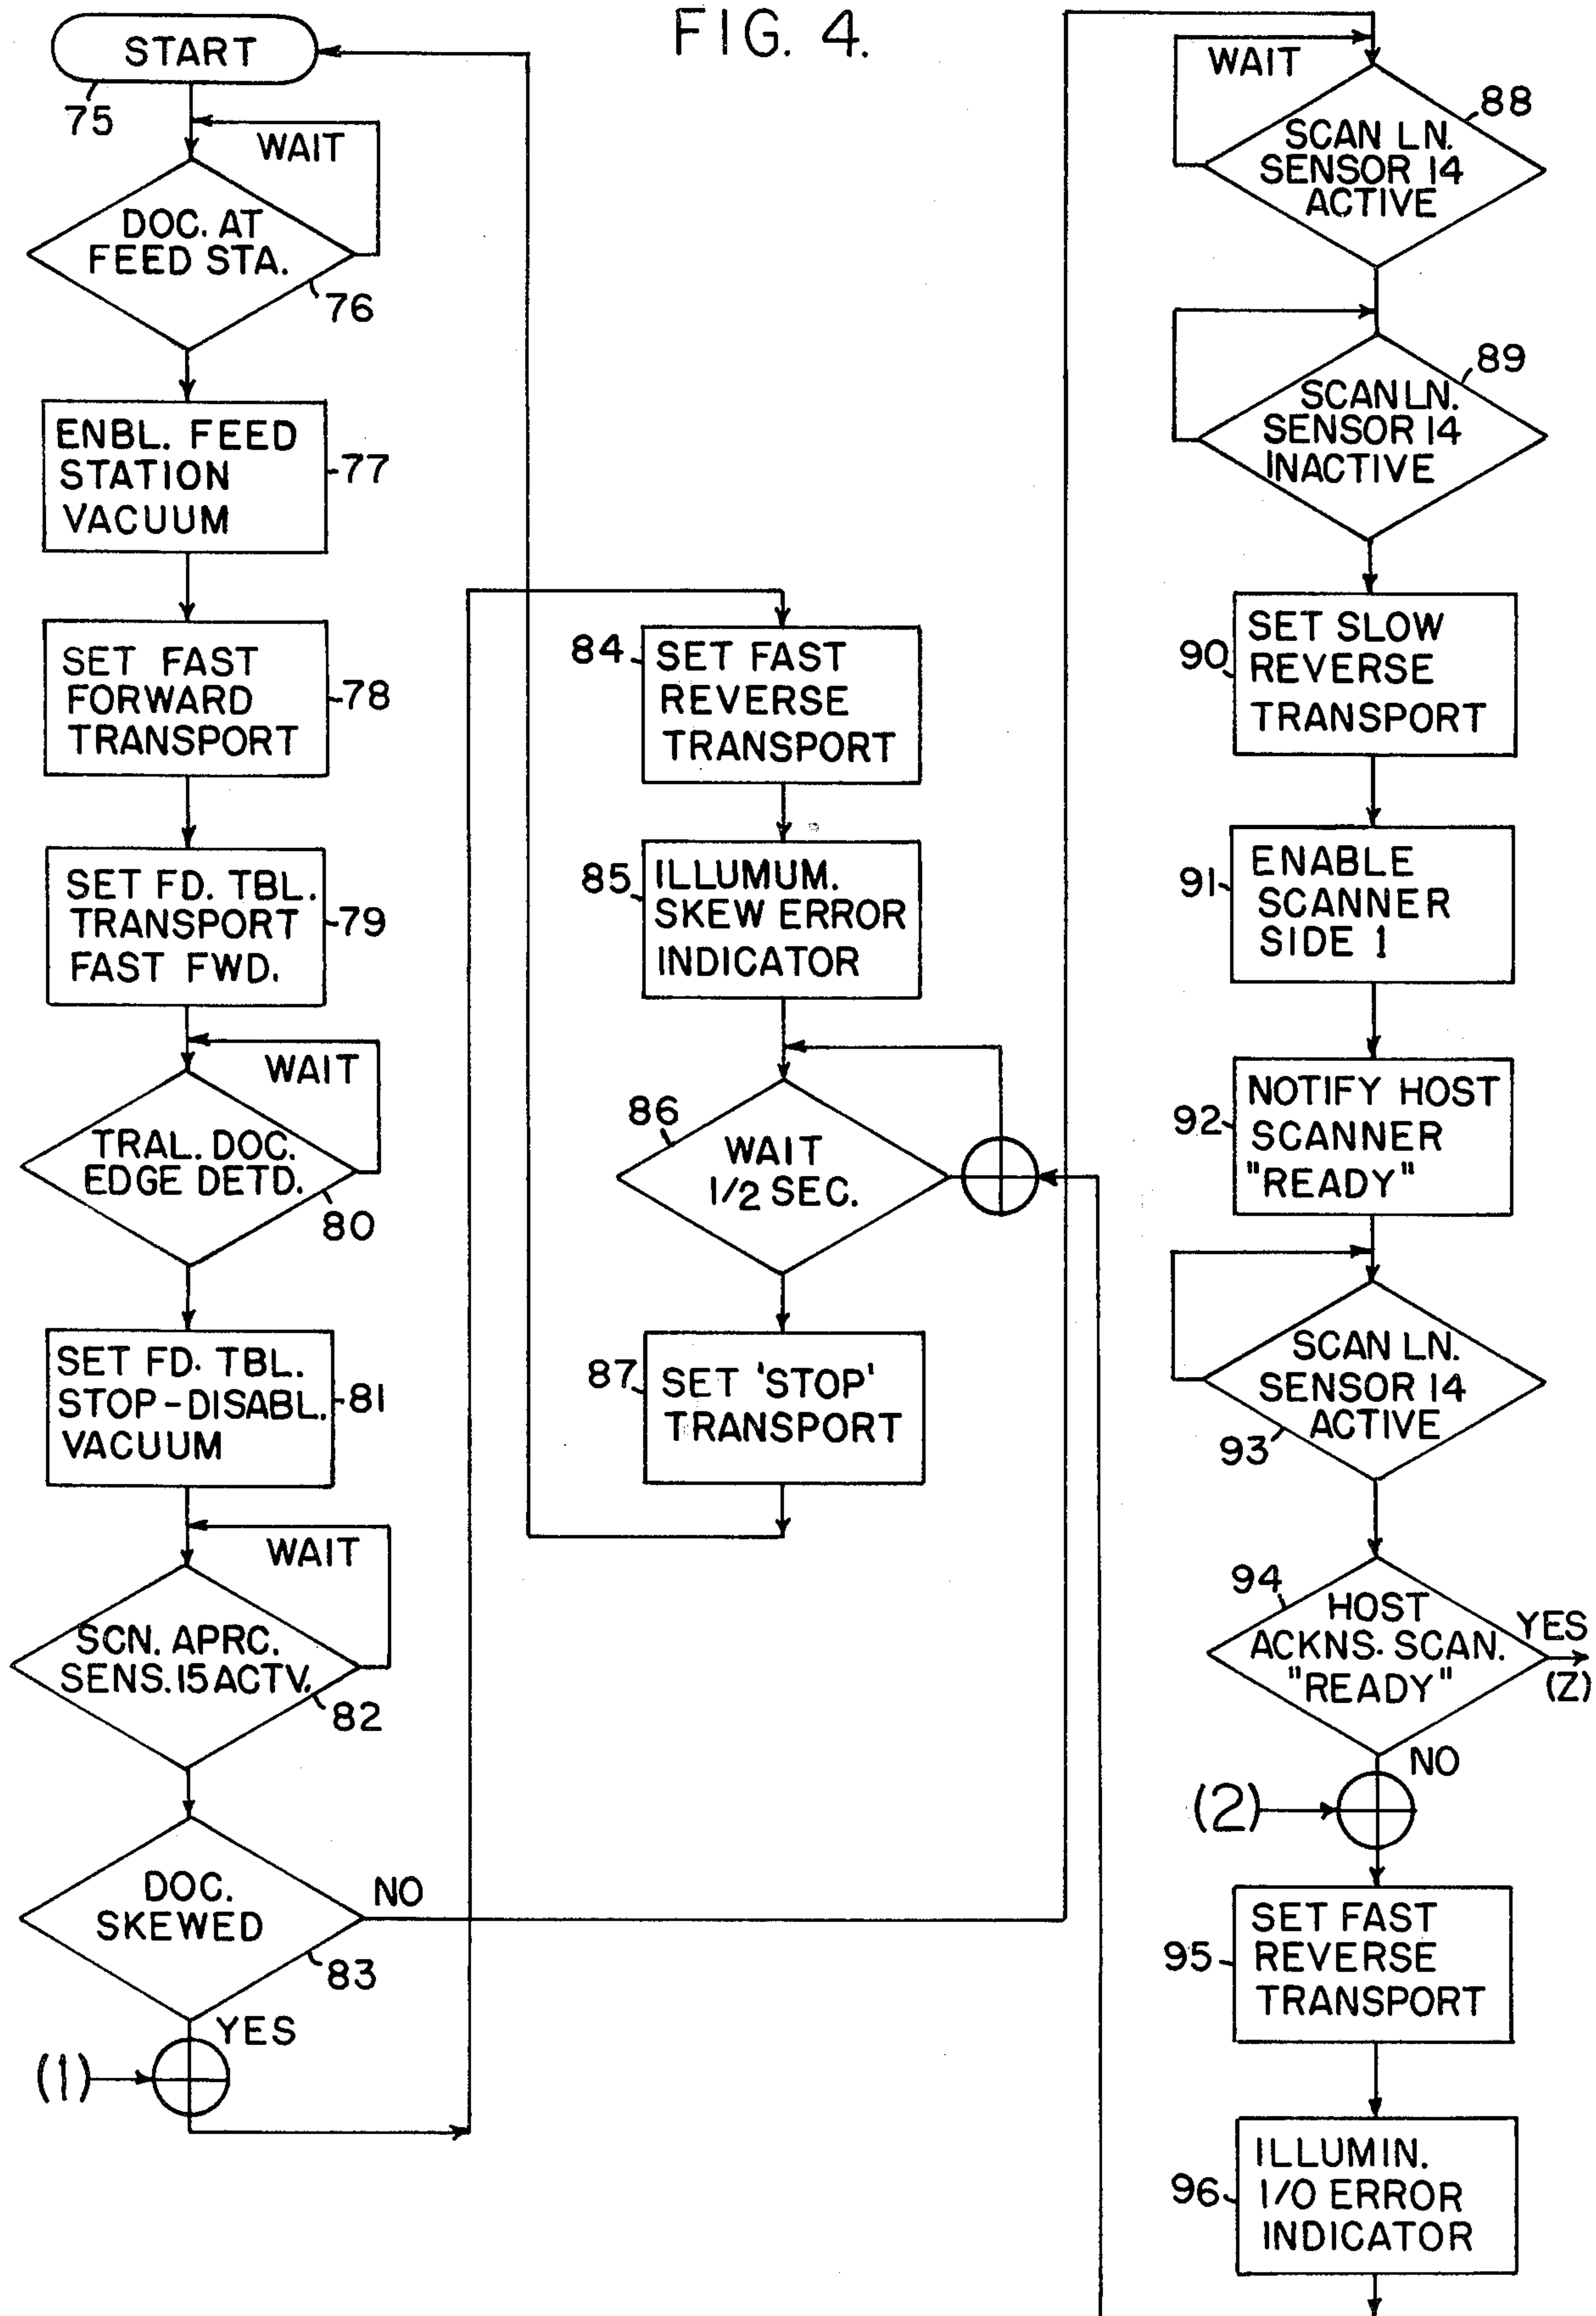 FIG. 4.
START
75
WAIT
DOC. AT
FEED STA.
76
ENBL. FEED
STATION
VACUUM
77
SET FAST
FORWARD
TRANSPORT
78
SET FD. TBL.
TRANSPORT
FAST FWD.
79
WAIT
TRAL. DOC.
EDGE DETD.
80
SET FD. TBL.
STOP-DISABL.
VACUUM
81
WAIT
SCN. APRC.
SENS. 15 ACTV.
82
DOC.
SKEWED
NO
83
YES
(1)
84
SET FAST
REVERSE
TRANSPORT
85
ILLUMUM.
SKEW ERROR
INDICATOR
86
WAIT
1/2 SEC.
87
SET 'STOP'
TRANSPORT
WAIT
88
SCAN LN.
SENSOR 14
ACTIVE
89
SCAN LN.
SENSOR 14
INACTIVE
90
SET SLOW
REVERSE
TRANSPORT
91
ENABLE
SCANNER
SIDE 1
92
NOTIFY HOST
SCANNER
"READY"
SCAN LN.
SENSOR 14
ACTIVE
93
94
HOST
ACKNS. SCAN.
"READY"
YES
(Z)
NO
(2)
95
SET FAST
REVERSE
TRANSPORT
96
ILLUMIN.
I/O ERROR
INDICATOR